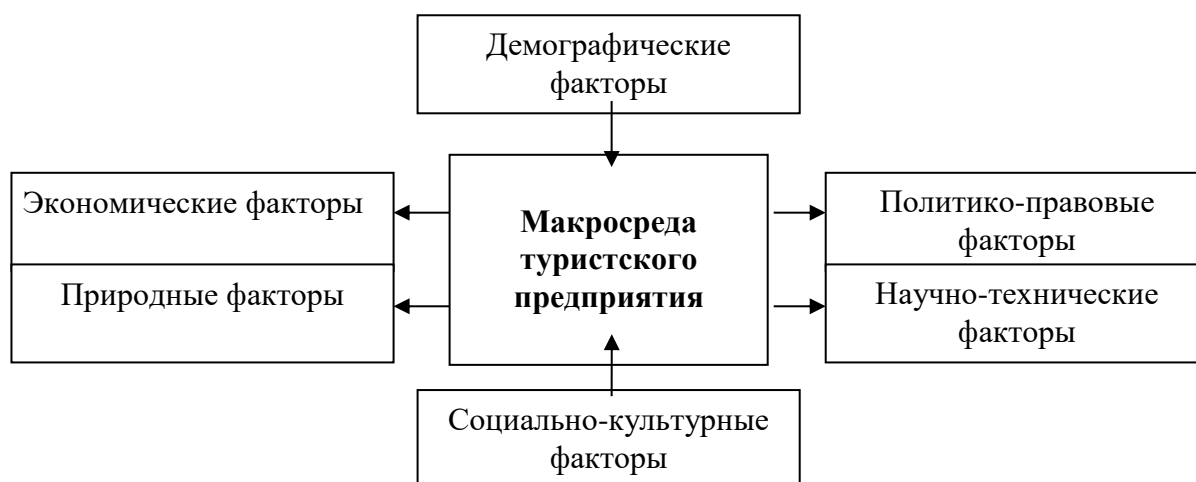 Демографические
факторы
Экономические факторы
Природные факторы
Макросреда
туристского
предприятия
Политико-правовые
факторы
Научно-технические
факторы
Социально-культурные
факторы